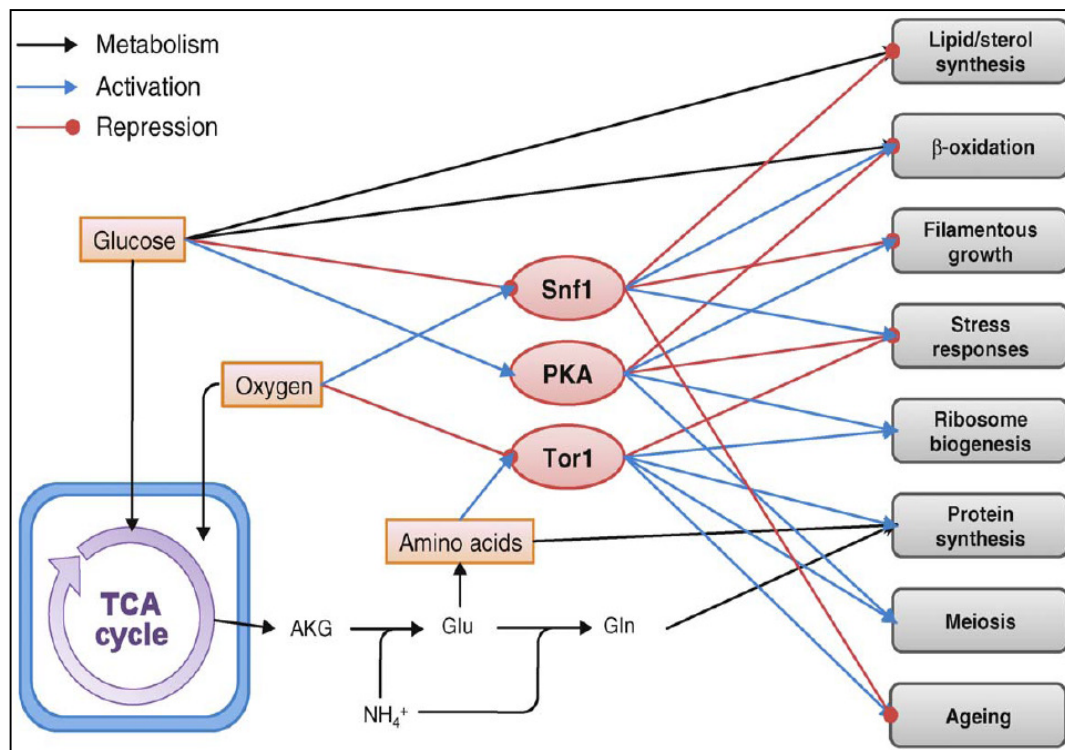 Metabolism
Activation
Repression
Glucose
Oxygen
TCA
cycle
AKG
Glu
Gln
NH₄⁺
Amino acids
Snf1
PKA
Tor1
Lipid/sterol
synthesis
β-oxidation
Filamentous
growth
Stress
responses
Ribosome
biogenesis
Protein
synthesis
Meiosis
Ageing